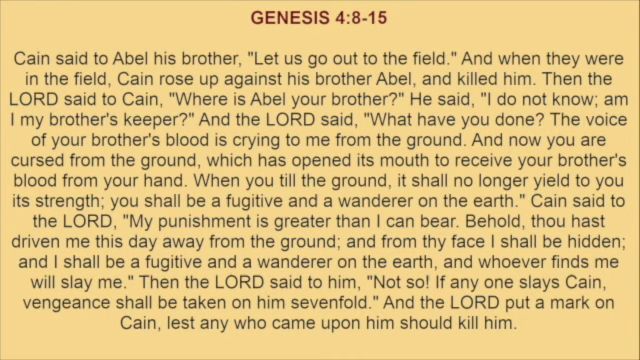 GENESIS 4:8-15
Cain said to Abel his brother, "Let us go out to the field." And when they were
in the field, Cain rose up against his brother Abel, and killed him. Then the
LORD said to Cain, "Where is Abel your brother?" He said, "I do not know; am
I my brother's keeper?" And the LORD said, "What have you done? The voice
of your brother's blood is crying to me from the ground. And now you are
cursed from the ground, which has opened its mouth to receive your brother's
blood from your hand. When you till the ground, it shall no longer yield to you
its strength; you shall be a fugitive and a wanderer on the earth." Cain said to
the LORD, "My punishment is greater than I can bear. Behold, thou hast
driven me this day away from the ground; and from thy face I shall be hidden;
and I shall be a fugitive and a wanderer on the earth, and whoever finds me
will slay me." Then the LORD said to him, "Not so! If any one slays Cain,
vengeance shall be taken on him sevenfold." And the LORD put a mark on
Cain, lest any who came upon him should kill him.